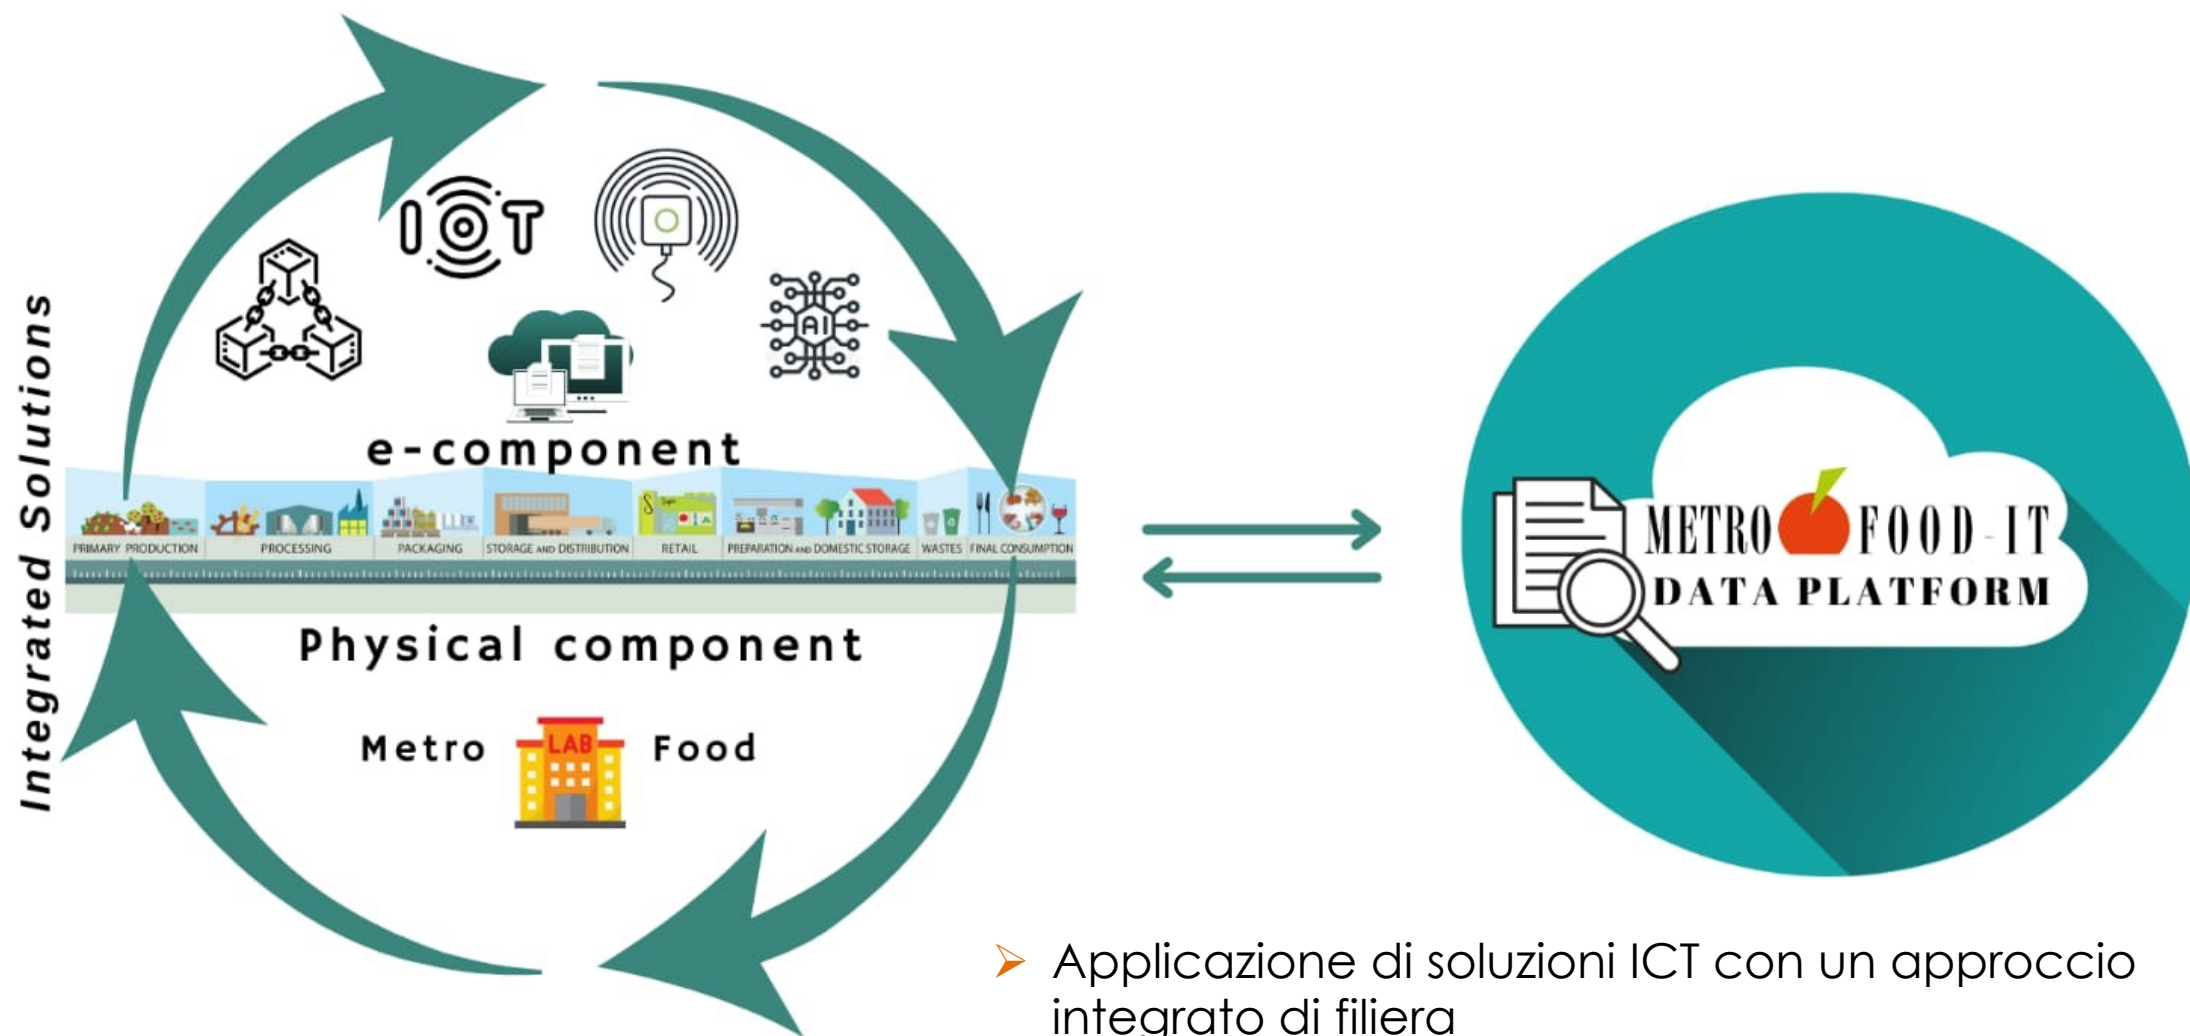 Integrated Solutions
IOT
AI
e-component
PRIMARY PRODUCTION
PROCESSING
PACKAGING
STORAGE AND DISTRIBUTION
RETAIL
PREPARATION AND DOMESTIC STORAGE
WASTES
FINAL CONSUMPTION
Physical component
Metro LAB Food
METRO FOOD-IT
DATA PLATFORM
➢ Applicazione di soluzioni ICT con un approccio
integrato di filiera